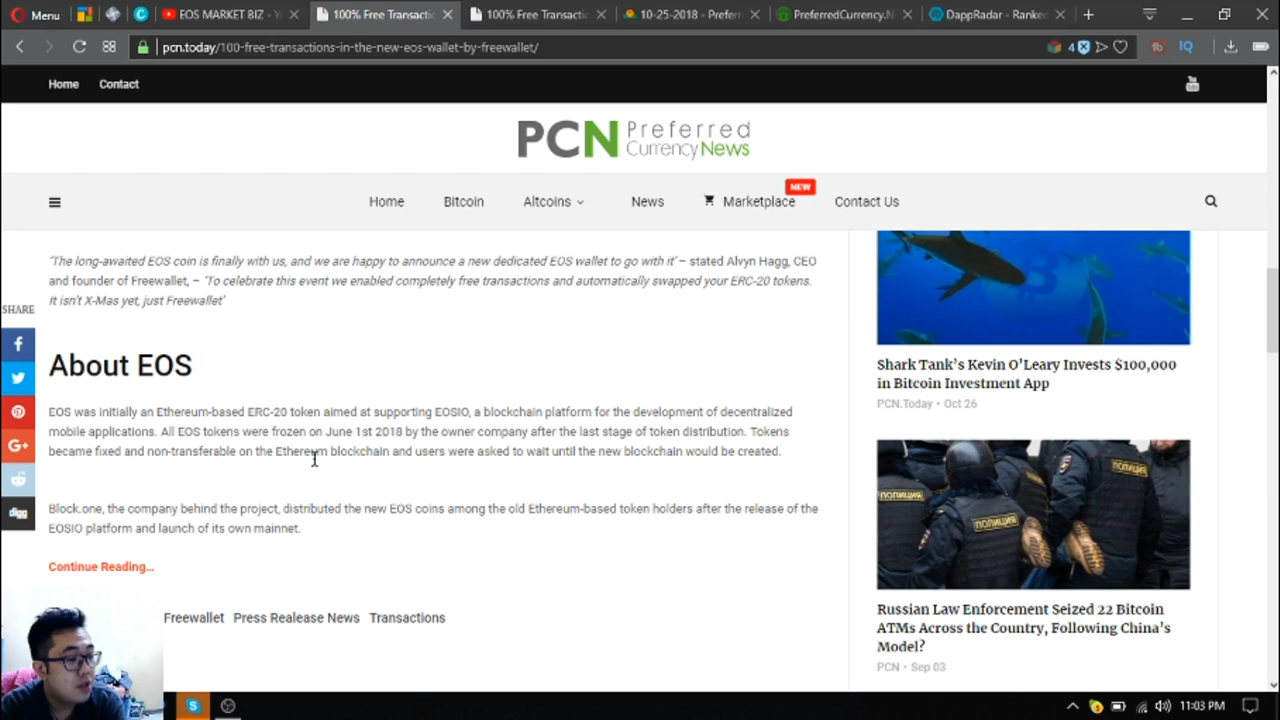 Menu
EOS MARKET BIZ - Y
100% Free Transactio
100% Free Transactio
10-25-2018 - Preferr
PreferredCurrency.N
DappRadar - Ranked
pcn.today/100-free-transactions-in-the-new-eos-wallet-by-freewallet/
4
IQ
Home Contact
You Tube
PCN Preferred
CurrencyNews
NEW
Home Bitcoin Altcoins News Marketplace Contact Us
‘The long-awaited EOS coin is finally with us, and we are happy to announce a new dedicated EOS wallet to go with it’ – stated Alvyn Hagg, CEO
and founder of Freewallet, – ‘To celebrate this event we enabled completely free transactions and automatically swapped your ERC-20 tokens.
It isn’t X-Mas yet, just Freewallet’
SHARE
f
G+
digg
About EOS
EOS was initially an Ethereum-based ERC-20 token aimed at supporting EOSIO, a blockchain platform for the development of decentralized
mobile applications. All EOS tokens were frozen on June 1st 2018 by the owner company after the last stage of token distribution. Tokens
became fixed and non-transferable on the Ethereum blockchain and users were asked to wait until the new blockchain would be created.
Block.one, the company behind the project, distributed the new EOS coins among the old Ethereum-based token holders after the release of the
EOSIO platform and launch of its own mainnet.
Continue Reading...
Freewallet Press Realease News Transactions
Shark Tank’s Kevin O’Leary Invests $100,000
in Bitcoin Investment App
PCN.Today • Oct 26
ПОЛИЦИЯ
ПОЛИЦИЯ
ПОЛИЦИЯ
Russian Law Enforcement Seized 22 Bitcoin
ATMs Across the Country, Following China’s
Model?
PCN • Sep 03
S
11:03 PM